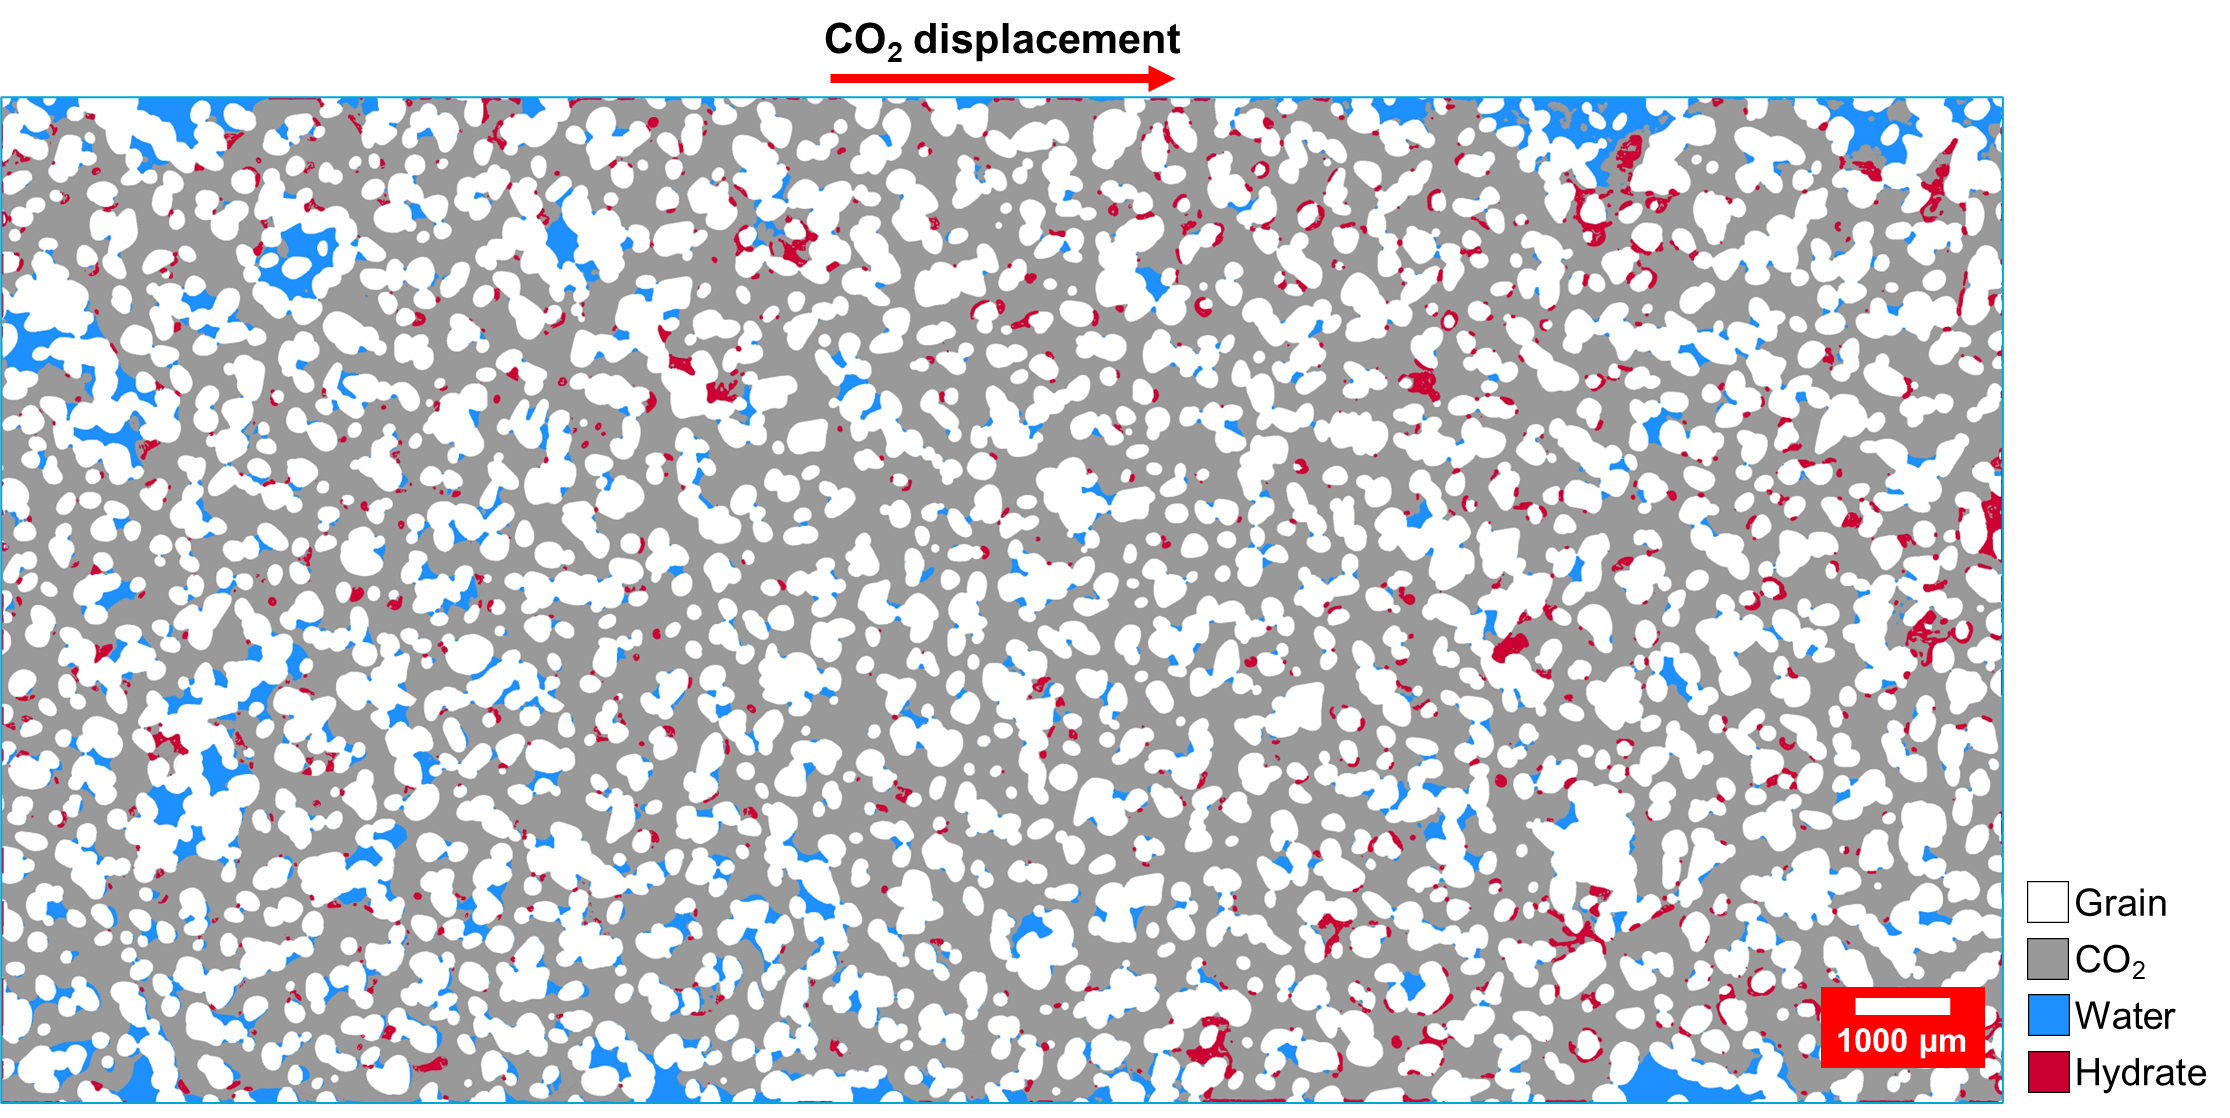 CO₂ displacement
Grain
CO₂
Water
1000 µm
Hydrate